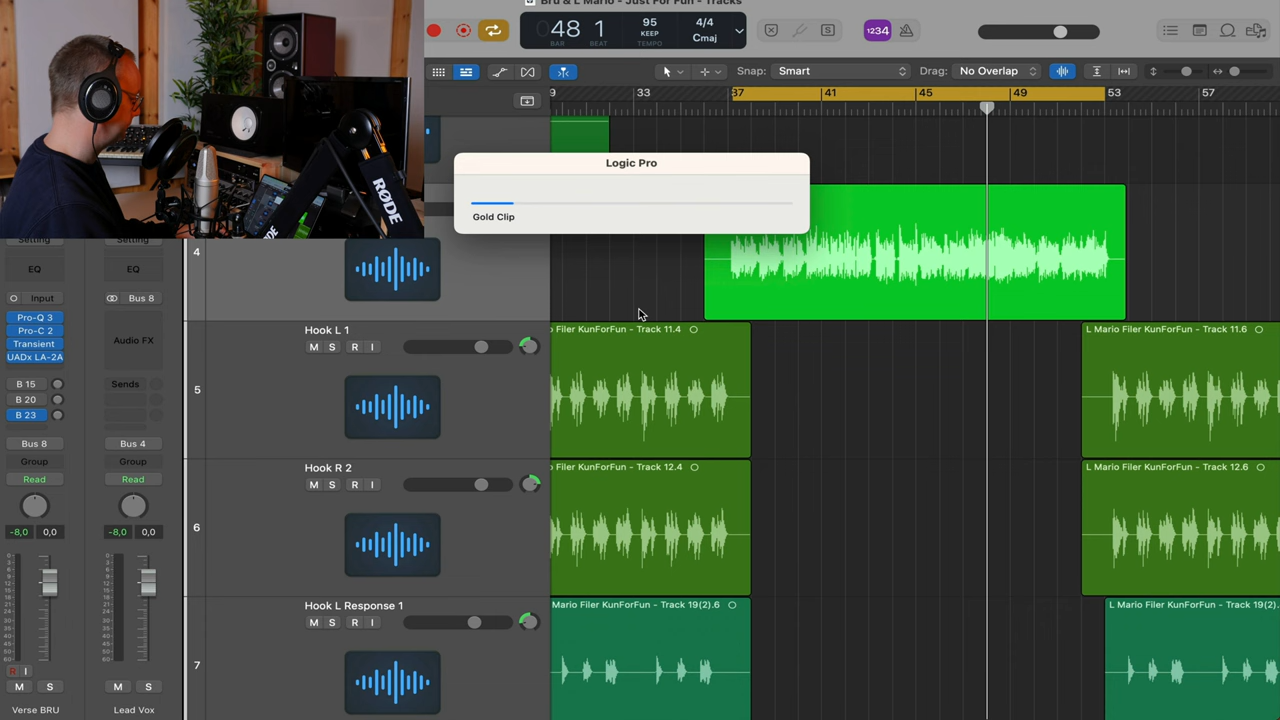 Bru & L Mario - Just For Fun - Tracks
48 1
BAR BEAT
95
KEEP
TEMPO
4/4
Cmaj
S
1234
Snap: Smart
Drag: No Overlap
33
37
41
45
49
53
57
Logic Pro
Gold Clip
RØDE
RØDE
4
Hook L 1
M S R I
5
L Mario Filer KunForFun - Track 11.6
Filer KunForFun - Track 11.4
Hook R 2
M S R I
6
Filer KunForFun - Track 12.4
L Mario Filer KunForFun - Track 12.6
Hook L Response 1
M S R I
7
Mario Filer KunForFun - Track 19(2).6
L Mario Filer KunForFun - Track 19(2).
Setting
Setting
EQ
EQ
Input
Bus 8
Pro-Q 3
Pro-C 2
Transient
UADx LA-2A
Audio FX
B 15
Sends
B 20
B 23
Bus 8
Bus 4
Group
Group
Read
Read
-8,0 0,0
-8,0 0,0
R I
M S
M S
Verse BRU
Lead Vox